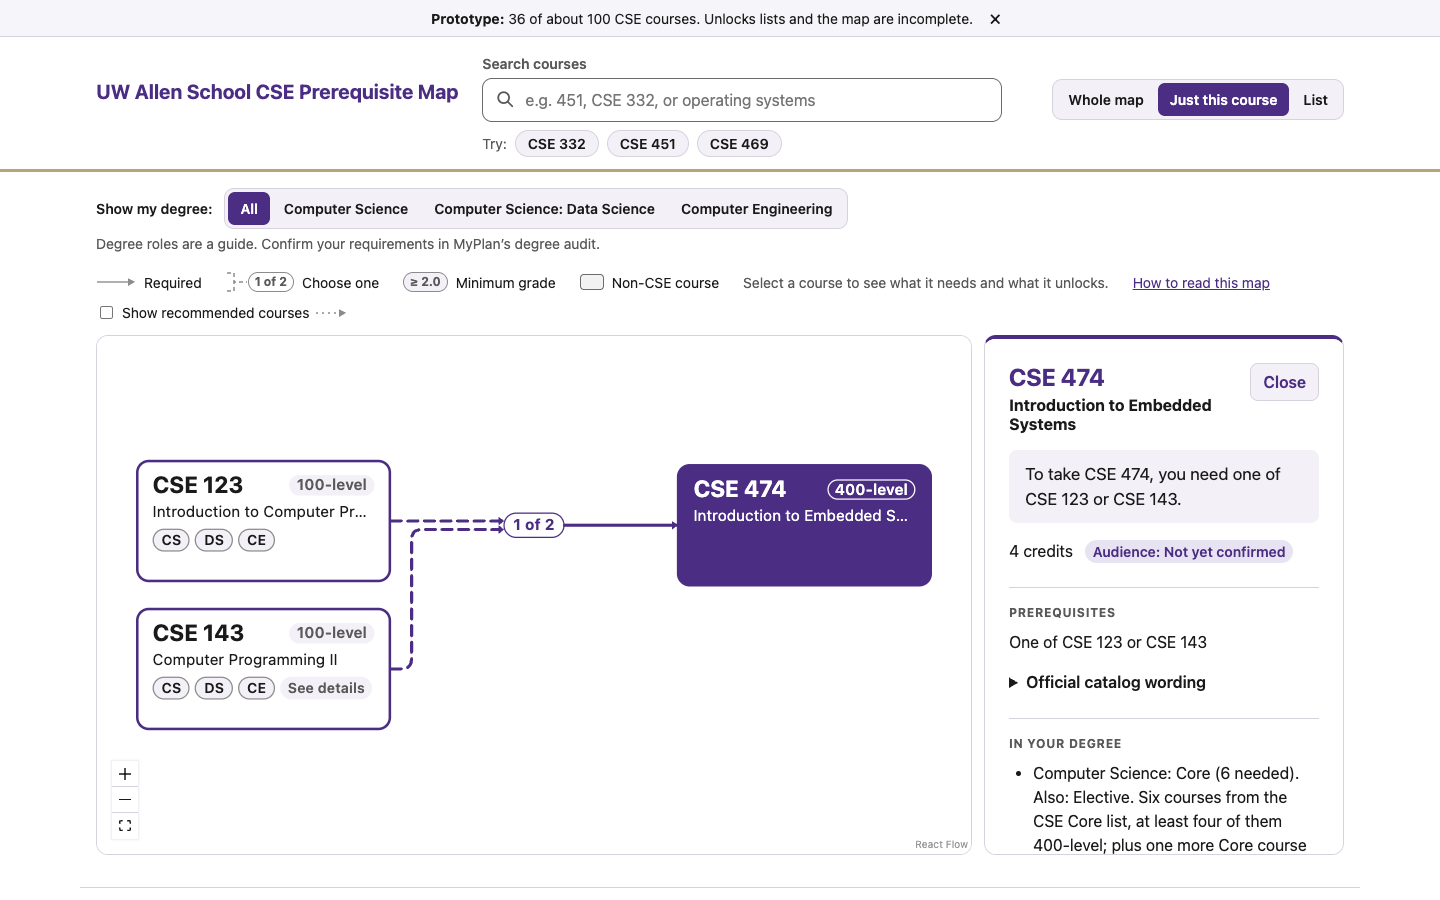 Prototype: 36 of about 100 CSE courses. Unlocks lists and the map are incomplete. ✕
UW Allen School CSE Prerequisite Map
Search courses
e.g. 451, CSE 332, or operating systems
Try: CSE 332 CSE 451 CSE 469
Whole map Just this course List
Show my degree: All Computer Science Computer Science: Data Science Computer Engineering
Degree roles are a guide. Confirm your requirements in MyPlan’s degree audit.
Required 1 of 2 Choose one ≥ 2.0 Minimum grade Non-CSE course Select a course to see what it needs and what it unlocks. How to read this map
Show recommended courses
CSE 123 100-level
Introduction to Computer Pr...
CS DS CE
CSE 143 100-level
Computer Programming II
CS DS CE See details
1 of 2
CSE 474 400-level
Introduction to Embedded S...
React Flow
CSE 474
Close
Introduction to Embedded
Systems
To take CSE 474, you need one of
CSE 123 or CSE 143.
4 credits Audience: Not yet confirmed
PREREQUISITES
One of CSE 123 or CSE 143
Official catalog wording
IN YOUR DEGREE
• Computer Science: Core (6 needed).
Also: Elective. Six courses from the
CSE Core list, at least four of them
400-level; plus one more Core course